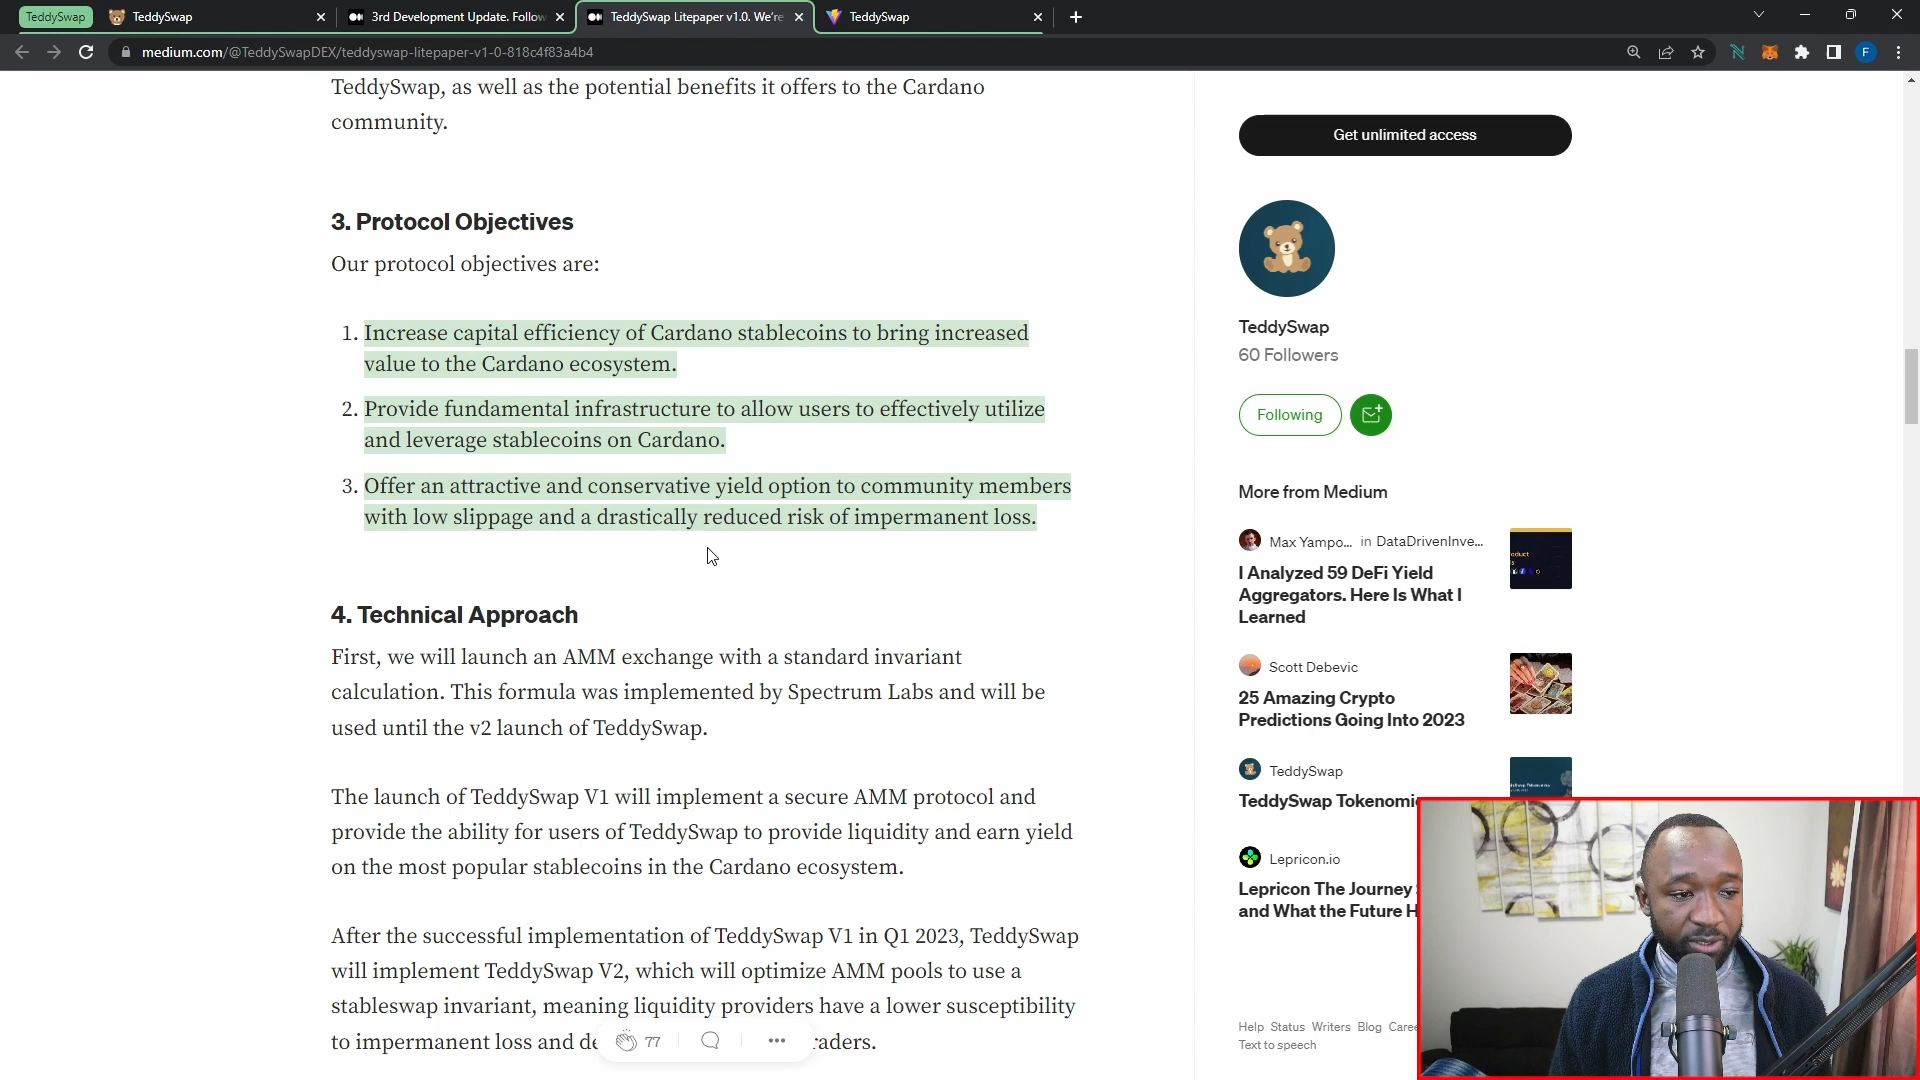 TeddySwap
TeddySwap
3rd Development Update. Follow
TeddySwap Litepaper v1.0. We're
TeddySwap
medium.com/@TeddySwapDEX/teddyswap-litepaper-v1-0-818c4f83a4b4
F
TeddySwap, as well as the potential benefits it offers to the Cardano
community.
3. Protocol Objectives
Our protocol objectives are:
1. Increase capital efficiency of Cardano stablecoins to bring increased
value to the Cardano ecosystem.
2. Provide fundamental infrastructure to allow users to effectively utilize
and leverage stablecoins on Cardano.
3. Offer an attractive and conservative yield option to community members
with low slippage and a drastically reduced risk of impermanent loss.
4. Technical Approach
First, we will launch an AMM exchange with a standard invariant
calculation. This formula was implemented by Spectrum Labs and will be
used until the v2 launch of TeddySwap.
The launch of TeddySwap V1 will implement a secure AMM protocol and
provide the ability for users of TeddySwap to provide liquidity and earn yield
on the most popular stablecoins in the Cardano ecosystem.
After the successful implementation of TeddySwap V1 in Q1 2023, TeddySwap
will implement TeddySwap V2, which will optimize AMM pools to use a
stableswap invariant, meaning liquidity providers have a lower susceptibility
to impermanent loss and de raders.
77
Get unlimited access
TeddySwap
60 Followers
Following
More from Medium
Max Yampo... in DataDrivenInve...
I Analyzed 59 DeFi Yield
Aggregators. Here Is What I
Learned
Scott Debevic
25 Amazing Crypto
Predictions Going Into 2023
TeddySwap
TeddySwap Tokenomi
Lepricon.io
Lepricon The Journey
and What the Future H
Help Status Writers Blog Caree
Text to speech